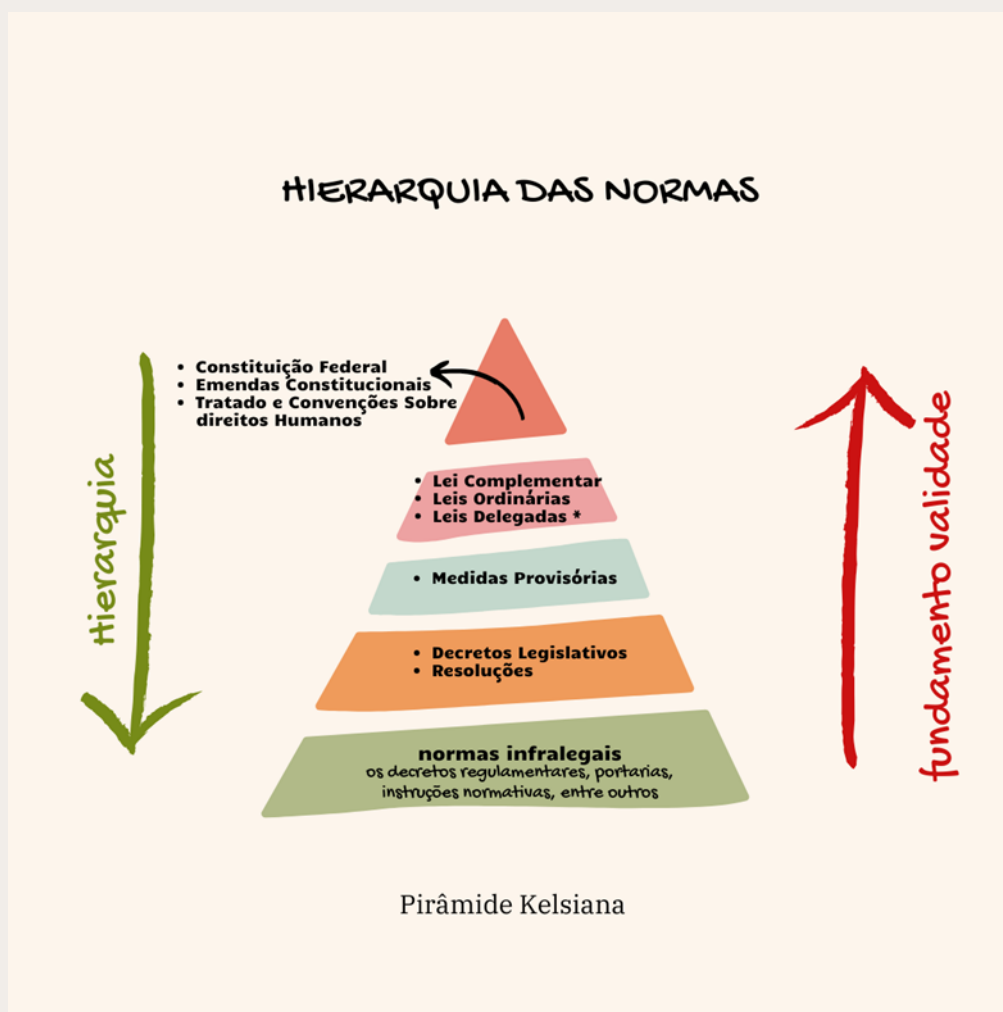 HIERARQUIA DAS NORMAS
• Constituição Federal
• Emendas Constitucionais
• Tratado e Convenções Sobre
direitos Humanos
Hierarquia
• Lei Complementar
• Leis Ordinárias
• Leis Delegadas *
• Medidas Provisórias
• Decretos Legislativos
• Resoluções
normas infralegais
os decretos regulamentares, portarias,
instruções normativas, entre outros
fundamento validade
Pirâmide Kelsiana